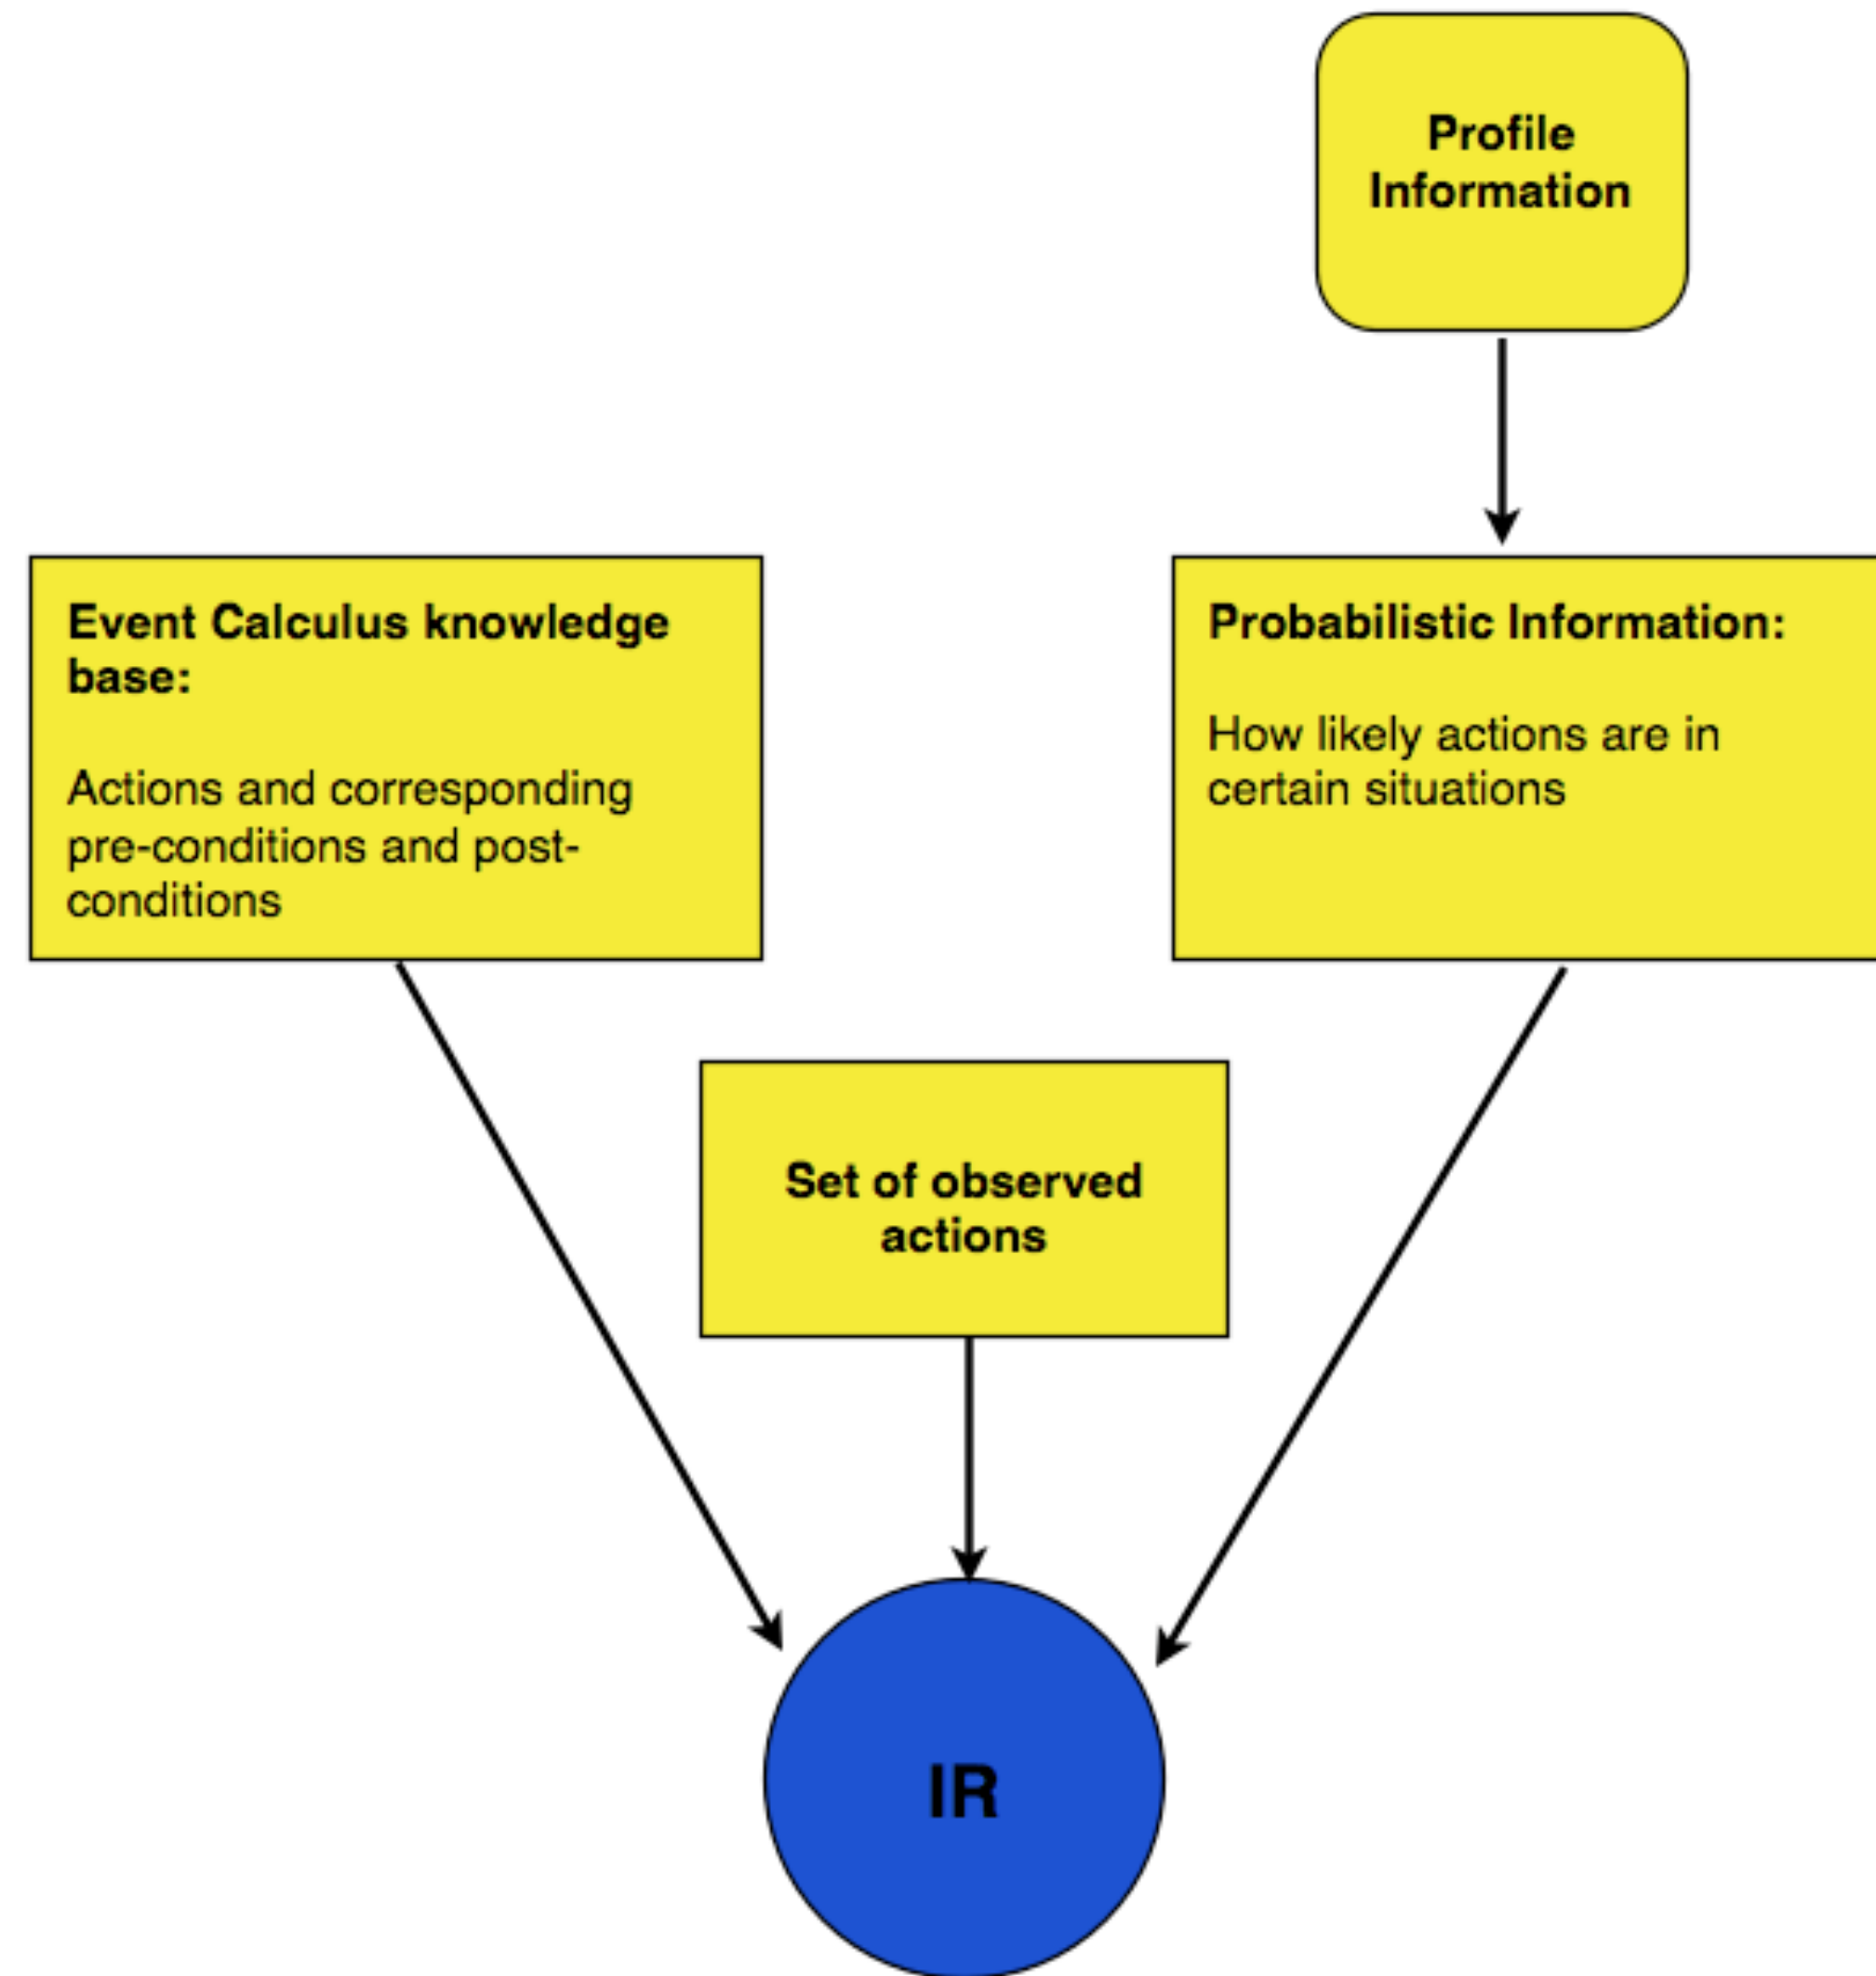 Profile
Information
Event Calculus knowledge
base:
Actions and corresponding
pre-conditions and post-
conditions
Probabilistic Information:
How likely actions are in
certain situations
Set of observed
actions
IR